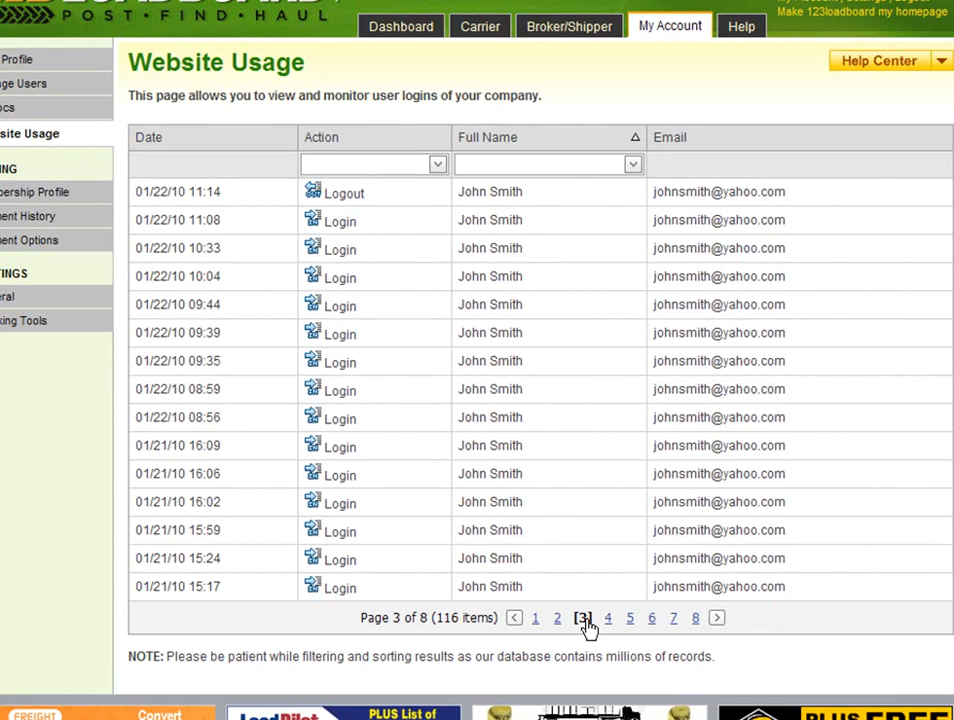 POST·FIND·HAUL
Make 123loadboard my homepage
Dashboard Carrier Broker/Shipper My Account Help
Profile
Website Usage
Help Center
This page allows you to view and monitor user logins of your company.
Date Action Full Name Email
01/22/10 11:14 Logout John Smith johnsmith@yahoo.com
01/22/10 11:08 Login John Smith johnsmith@yahoo.com
01/22/10 10:33 Login John Smith johnsmith@yahoo.com
01/22/10 10:04 Login John Smith johnsmith@yahoo.com
01/22/10 09:44 Login John Smith johnsmith@yahoo.com
01/22/10 09:39 Login John Smith johnsmith@yahoo.com
01/22/10 09:35 Login John Smith johnsmith@yahoo.com
01/22/10 08:59 Login John Smith johnsmith@yahoo.com
01/22/10 08:56 Login John Smith johnsmith@yahoo.com
01/21/10 16:09 Login John Smith johnsmith@yahoo.com
01/21/10 16:06 Login John Smith johnsmith@yahoo.com
01/21/10 16:02 Login John Smith johnsmith@yahoo.com
01/21/10 15:59 Login John Smith johnsmith@yahoo.com
01/21/10 15:24 Login John Smith johnsmith@yahoo.com
01/21/10 15:17 Login John Smith johnsmith@yahoo.com
Page 3 of 8 (116 items) < 1 2 [3] 4 5 6 7 8 >
NOTE: Please be patient while filtering and sorting results as our database contains millions of records.
ge Users
ocs
site Usage
NG
ership Profile
ent History
ent Options
TINGS
eral
king Tools
FREIGHT Convert
LoadPilot PLUS List of
PLUS FREE